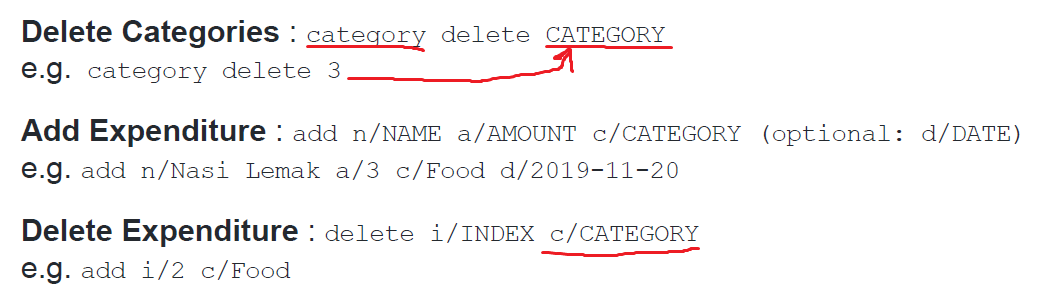 Delete Categories : category delete CATEGORY
e.g. category delete 3
Add Expenditure : add n/NAME a/AMOUNT c/CATEGORY (optional: d/DATE)
e.g. add n/Nasi Lemak a/3 c/Food d/2019-11-20
Delete Expenditure : delete i/INDEX c/CATEGORY
e.g. add i/2 c/Food